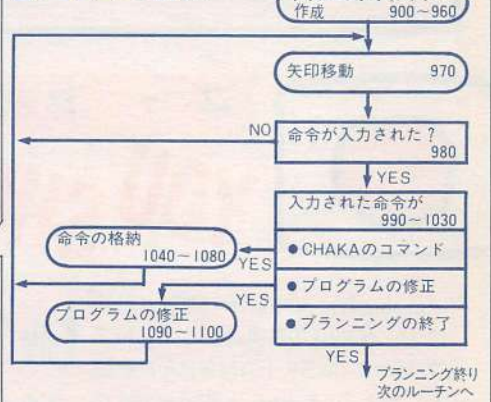 作成 900～960
矢印移動 970
NO
命令が入力された?
980
YES
入力された命令が
990～1030
●CHAKAのコマンド
命令の格納
1040～1080
YES
●プログラムの修正
YES
プログラムの修正
1090～1100
●プランニングの終了
YES
プランニング終り
次のルーチンへ